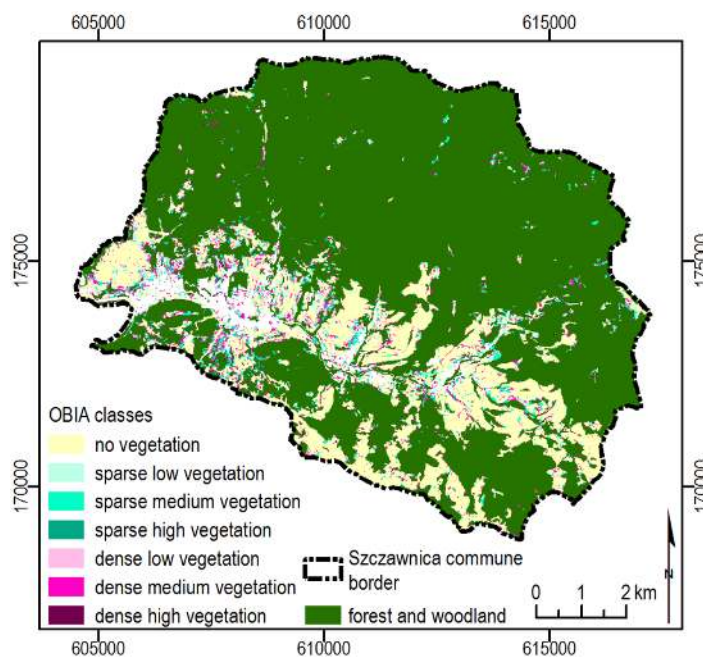 605000 610000 615000
175000 175000
170000 170000
OBIA classes
no vegetation
sparse low vegetation
sparse medium vegetation
sparse high vegetation
dense low vegetation
dense medium vegetation
dense high vegetation
Szczawnica commune
border
forest and woodland
0 1 2 km
N
605000 610000 615000